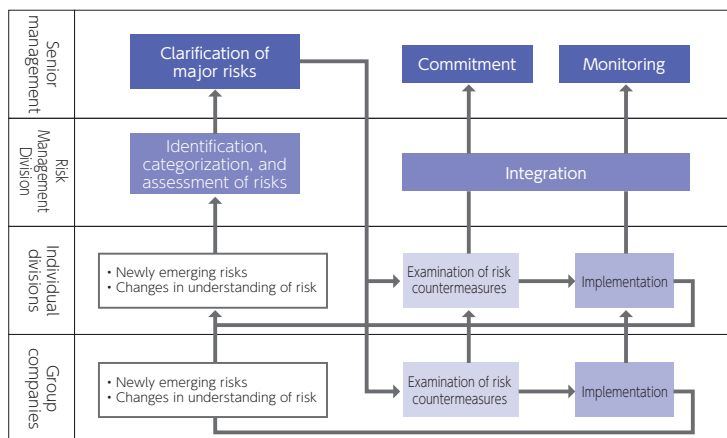 Senior
management
Clarification of
major risks
Commitment
Monitoring
Risk
Management
Division
Identification,
categorization, and
assessment of risks
Integration
Individual
divisions
• Newly emerging risks
• Changes in understanding of risk
Examination of risk
countermeasures
Implementation
Group
companies
• Newly emerging risks
• Changes in understanding of risk
Examination of risk
countermeasures
Implementation